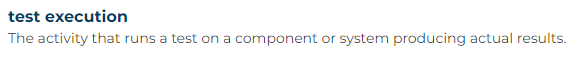 test execution
The activity that runs a test on a component or system producing actual results.